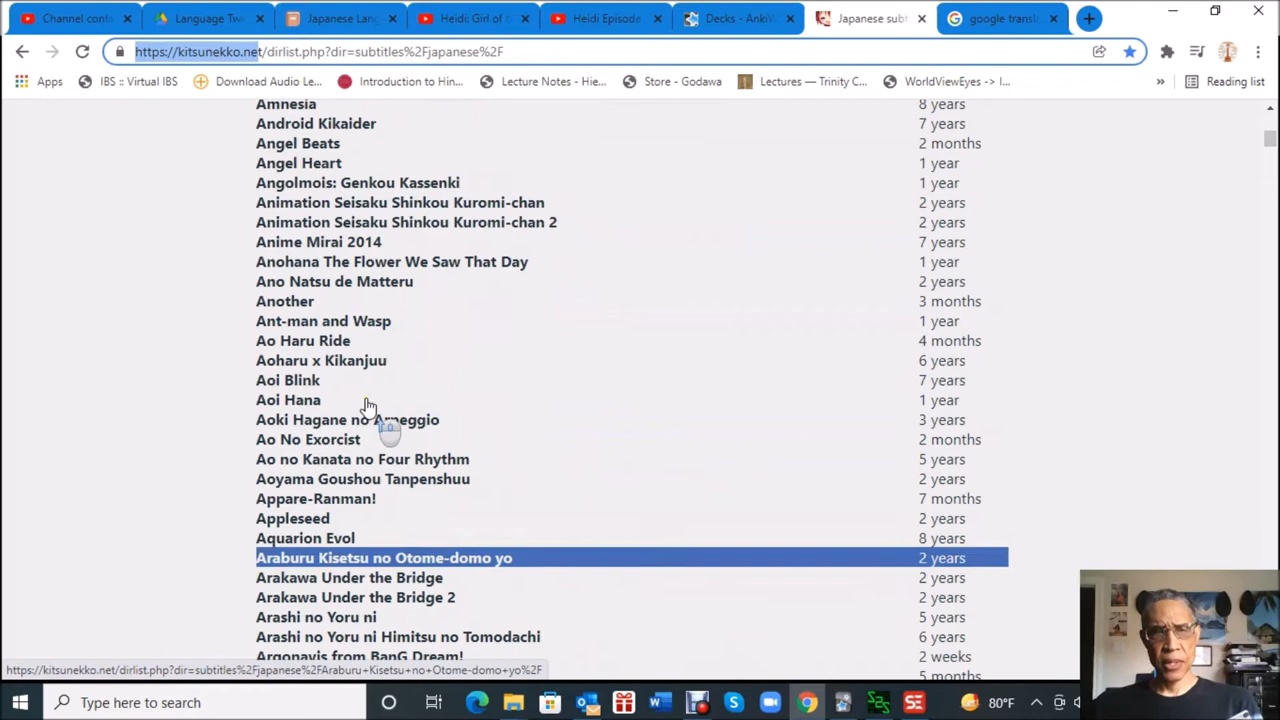 Channel conte
Language Twe
Japanese Lang
Heidi: Girl of
Heidi Episode
Decks - AnkiW
Japanese subt
google transla
https://kitsunekko.net/dirlist.php?dir=subtitles%2Fjapanese%2F
Apps
IBS :: Virtual IBS
Download Audio Le...
Introduction to Hin...
Lecture Notes - Hie...
Store - Godawa
Lectures — Trinity C...
WorldViewEyes -> I...
»
Reading list
Amnesia 8 years
Android Kikaider 7 years
Angel Beats 2 months
Angel Heart 1 year
Angolmois: Genkou Kassenki 1 year
Animation Seisaku Shinkou Kuromi-chan 2 years
Animation Seisaku Shinkou Kuromi-chan 2 2 years
Anime Mirai 2014 7 years
Anohana The Flower We Saw That Day 1 year
Ano Natsu de Matteru 2 years
Another 3 months
Ant-man and Wasp 1 year
Ao Haru Ride 4 months
Aoharu x Kikanjuu 6 years
Aoi Blink 7 years
Aoi Hana 1 year
Aoki Hagane no Arpeggio 3 years
Ao No Exorcist 2 months
Ao no Kanata no Four Rhythm 5 years
Aoyama Goushou Tanpenshuu 2 years
Appare-Ranman! 7 months
Appleseed 2 years
Aquarion Evol 8 years
Araburu Kisetsu no Otome-domo yo 2 years
Arakawa Under the Bridge 2 years
Arakawa Under the Bridge 2 2 years
Arashi no Yoru ni 5 years
Arashi no Yoru ni Himitsu no Tomodachi 6 years
Argonavis from BanG Dream! 2 weeks
5 months
https://kitsunekko.net/dirlist.php?dir=subtitles%2Fjapanese%2FAraburu+Kisetsu+no+Otome-domo+yo%2F
Type here to search
80°F